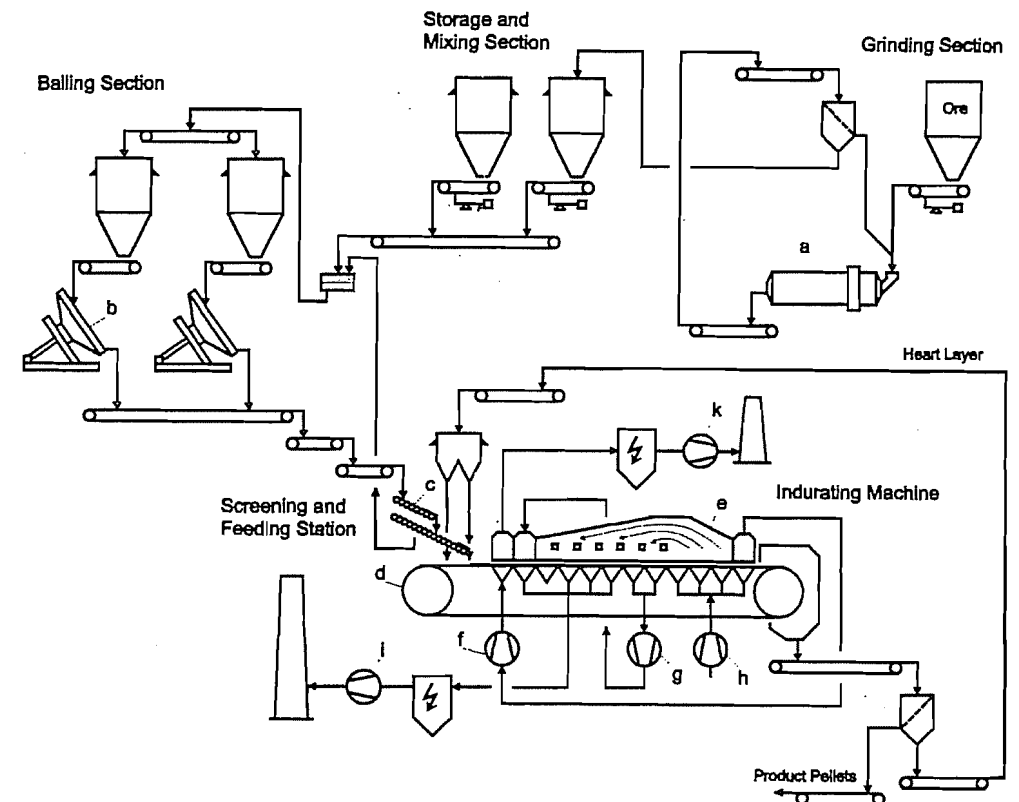 Storage and
Mixing Section
Grinding Section
Balling Section
Ore
a
b
Heart Layer
k
c
Indurating Machine
e
Screening and
Feeding Station
d
f
i
g
h
Product Pellets